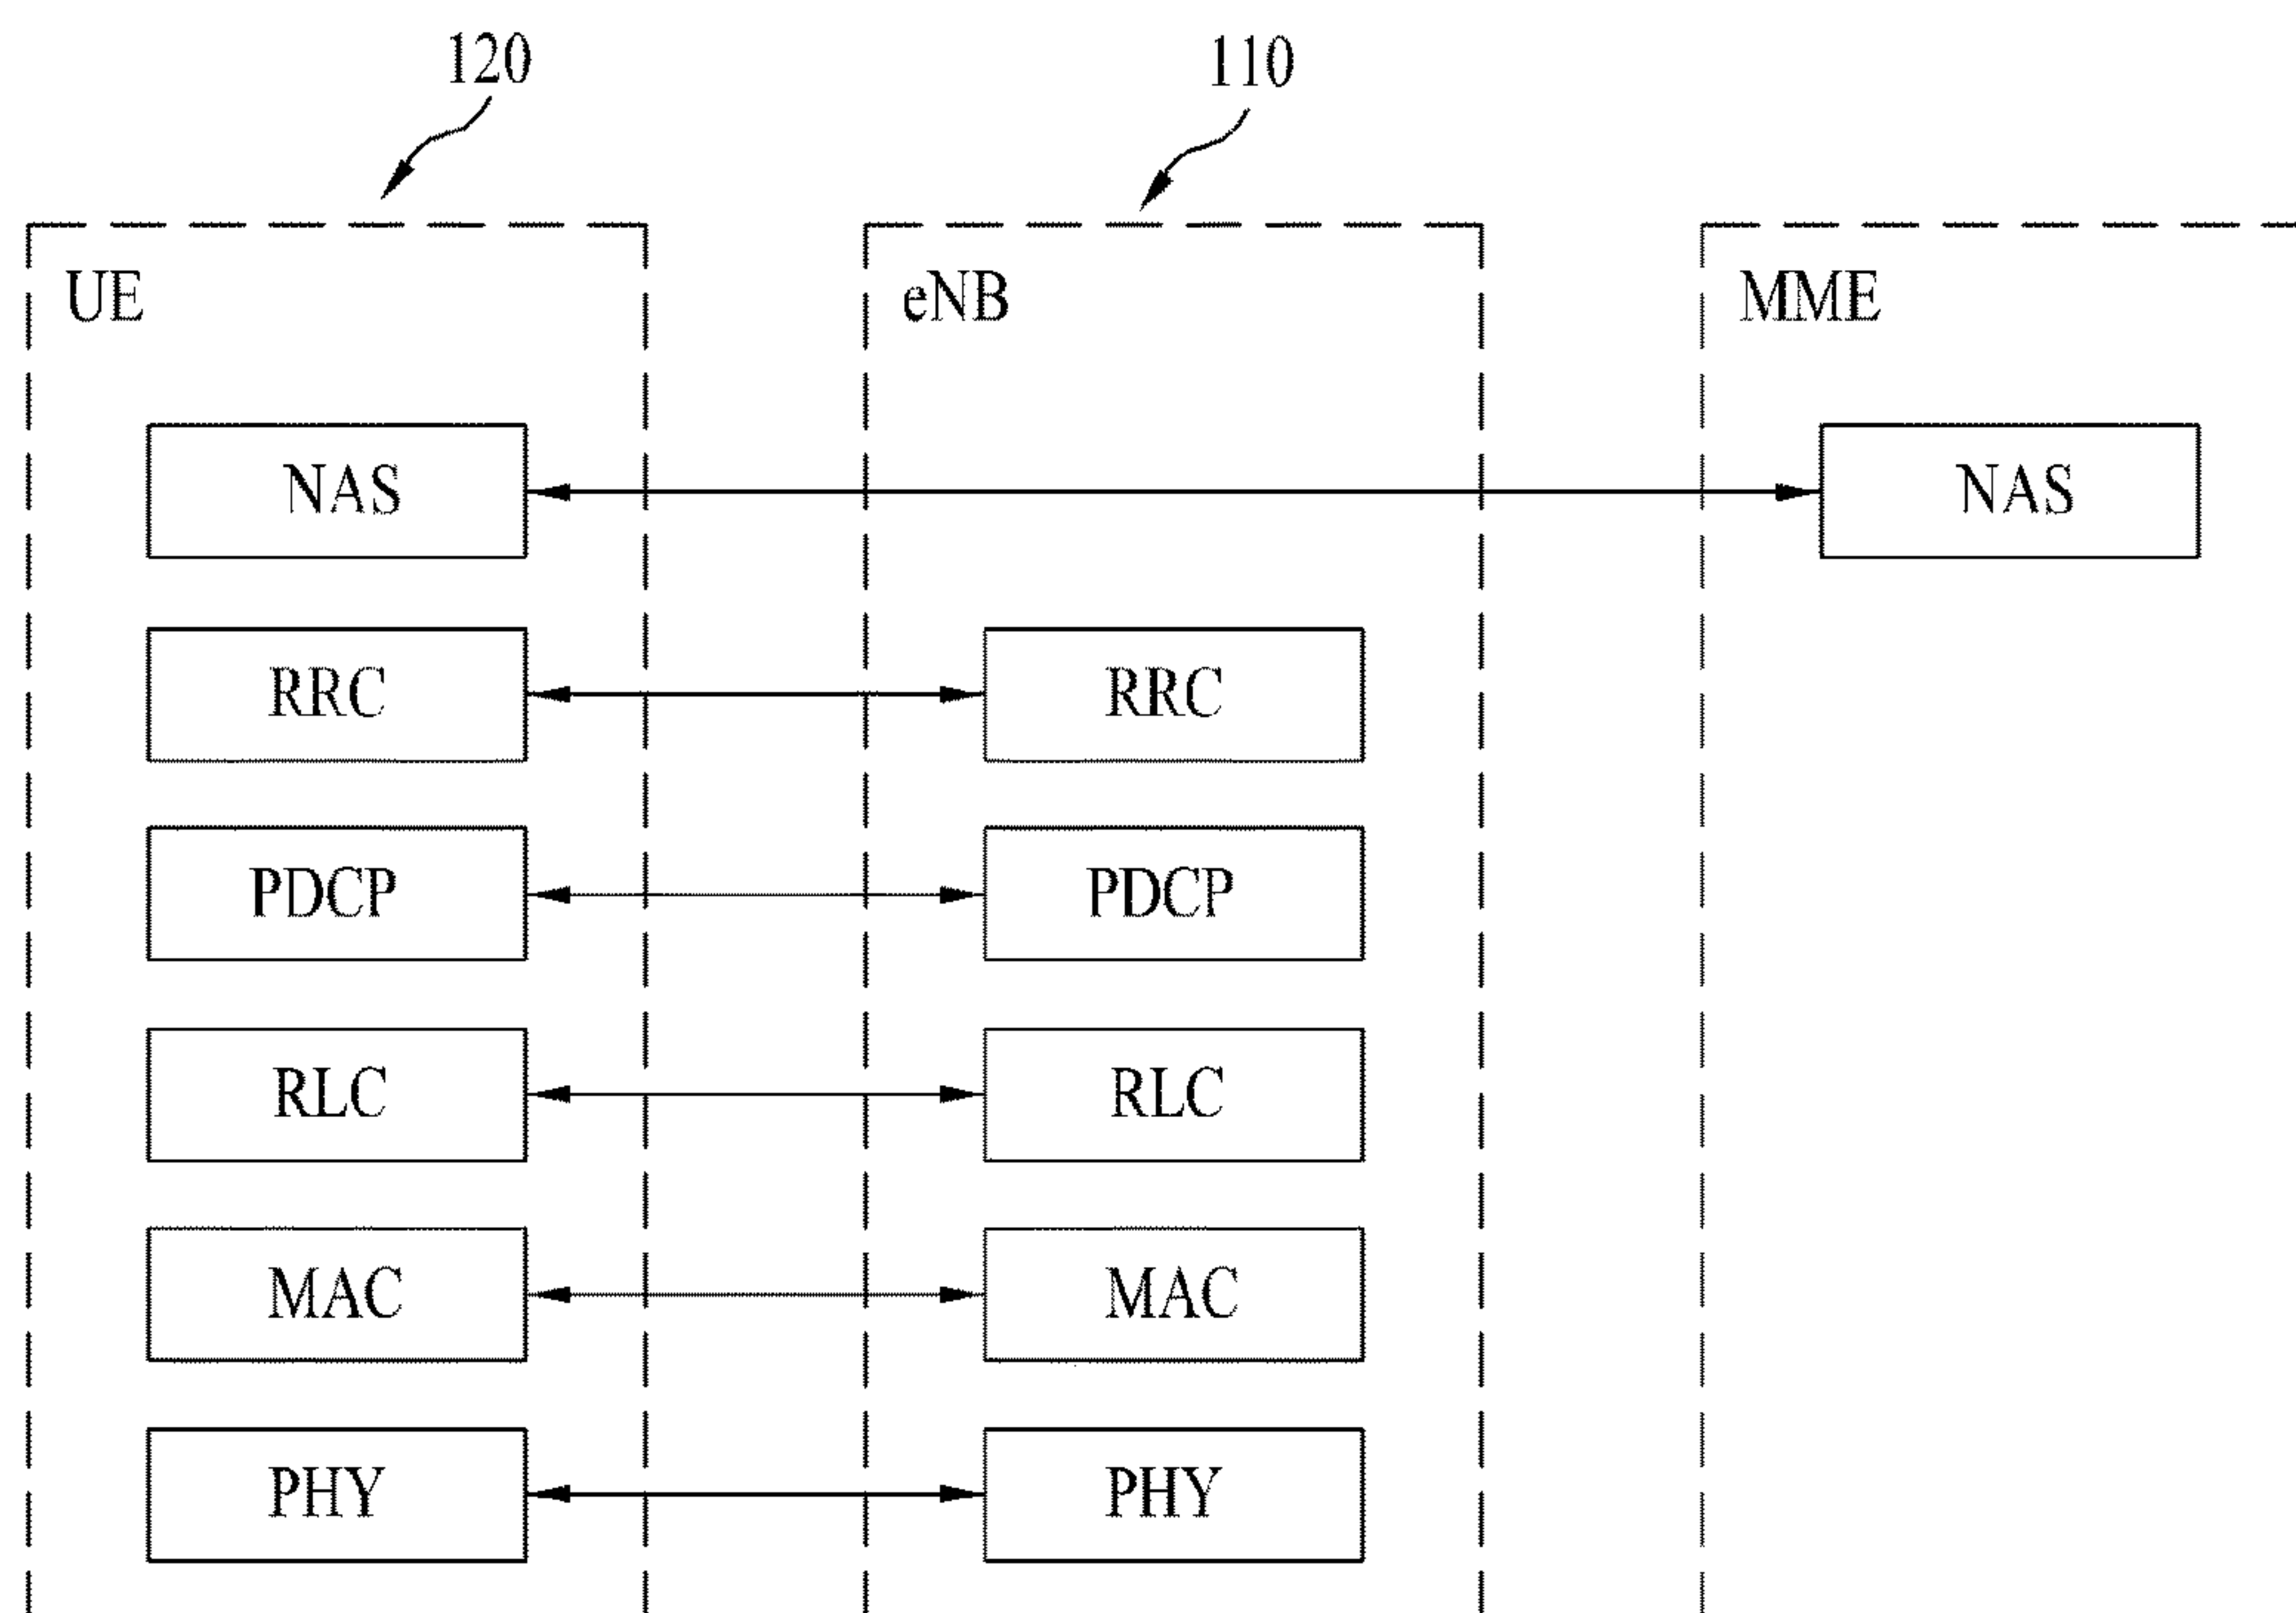 120 110
UE eNB MME
NAS NAS
RRC RRC
PDCP PDCP
RLC RLC
MAC MAC
PHY PHY